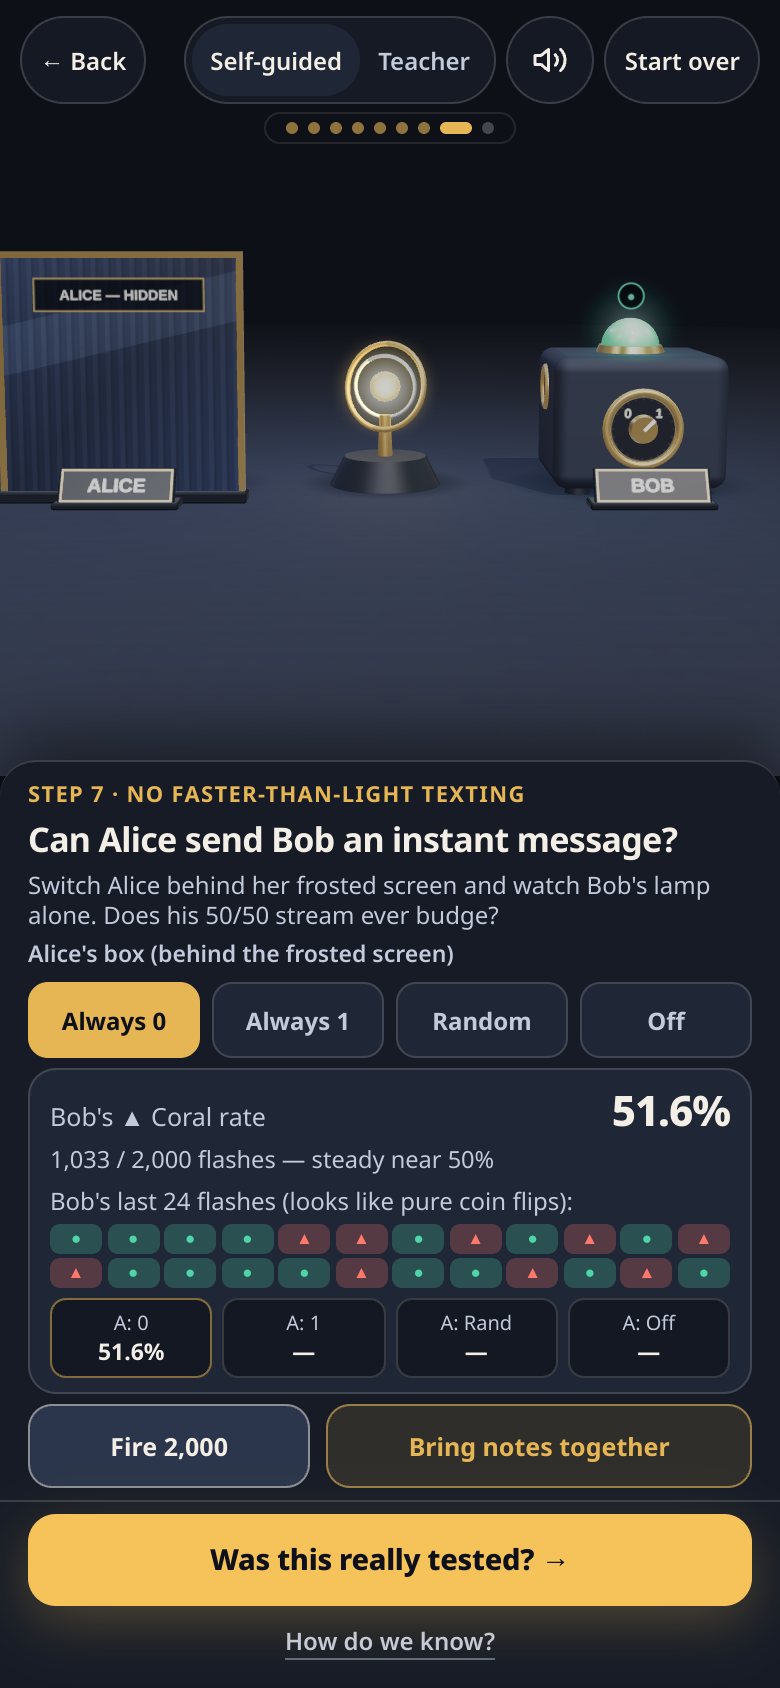 ← Back
Self-guided
Teacher
Start over
ALICE — HIDDEN
0 1
ALICE
BOB
STEP 7 · NO FASTER-THAN-LIGHT TEXTING
Can Alice send Bob an instant message?
Switch Alice behind her frosted screen and watch Bob's lamp
alone. Does his 50/50 stream ever budge?
Alice's box (behind the frosted screen)
Always 0
Always 1
Random
Off
Bob's ▲ Coral rate
51.6%
1,033 / 2,000 flashes — steady near 50%
Bob's last 24 flashes (looks like pure coin flips):
A: 0
51.6%
A: 1
—
A: Rand
—
A: Off
—
Fire 2,000
Bring notes together
Was this really tested? →
How do we know?